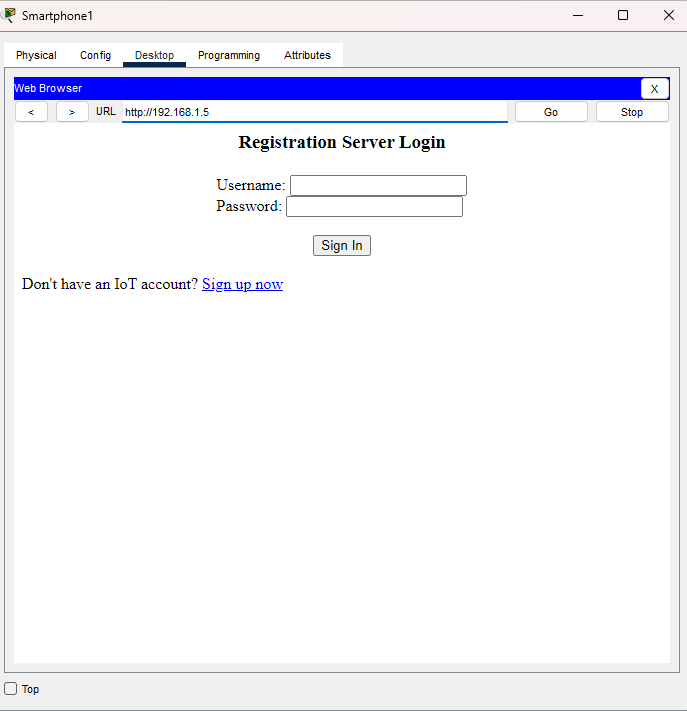 Smartphone1
Physical Config Desktop Programming Attributes
Web Browser X
< > URL http://192.168.1.5 Go Stop
Registration Server Login
Username:
Password:
Sign In
Don't have an IoT account? Sign up now
Top